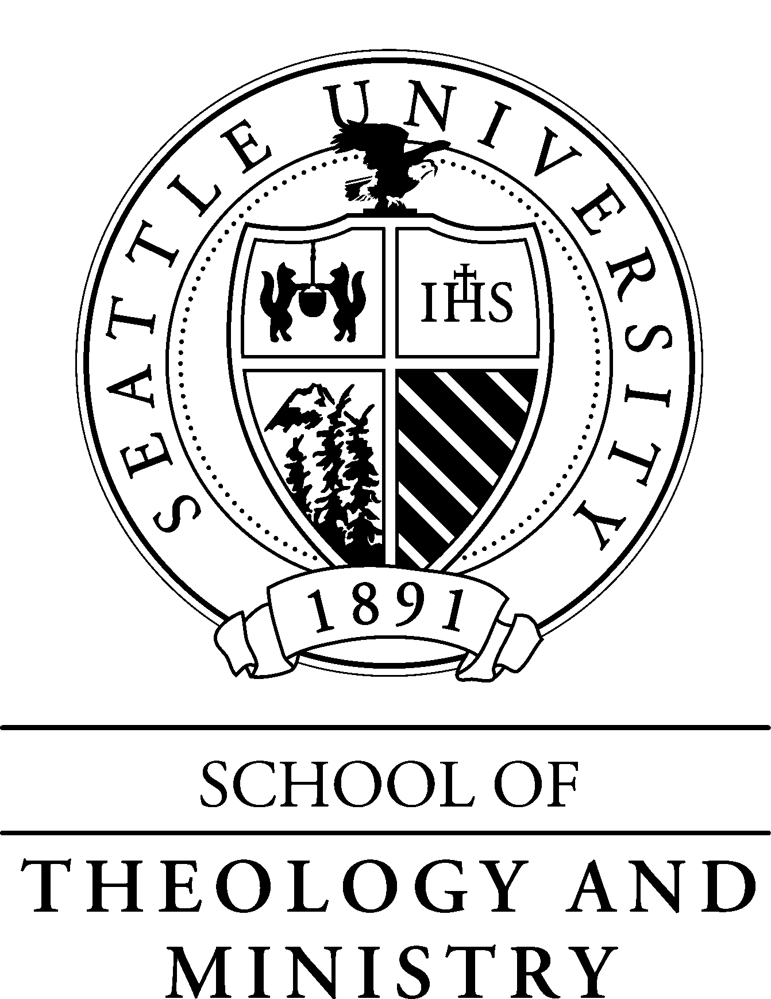 SEATTLE UNIVERSITY
IHS
1891
SCHOOL OF
THEOLOGY AND
MINISTRY